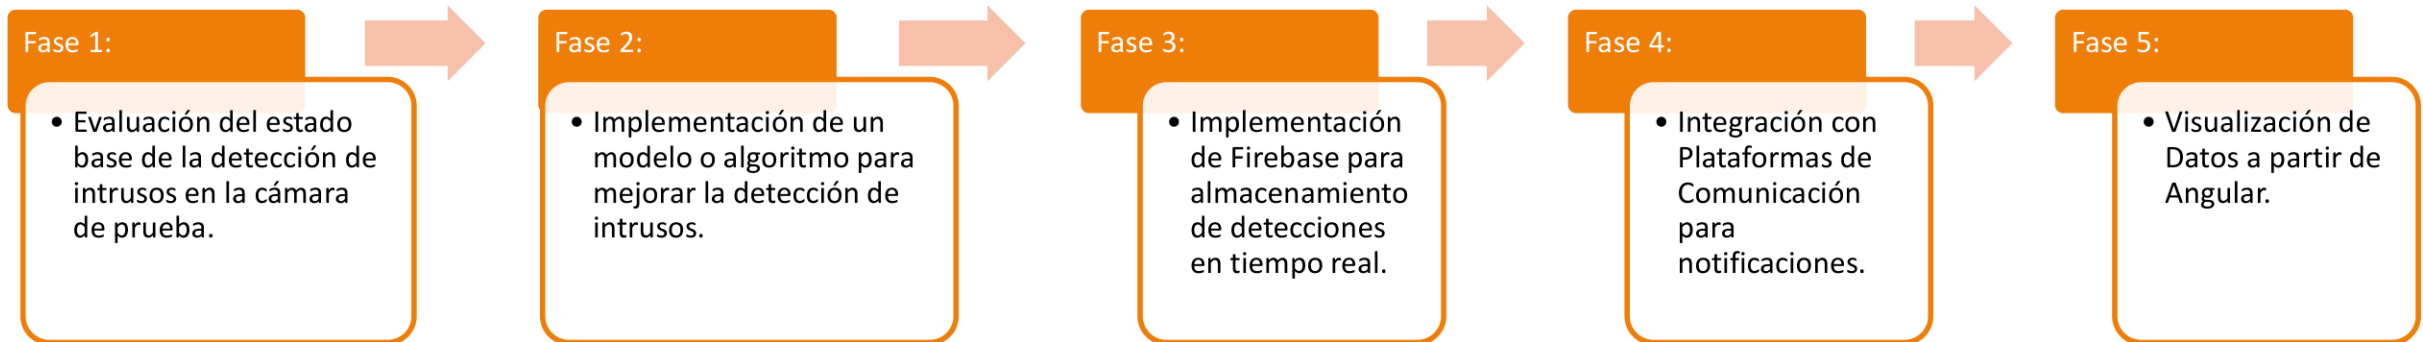 Fase 1:
• Evaluación del estado
base de la detección de
intrusos en la cámara
de prueba.
Fase 2:
• Implementación de un
modelo o algoritmo para
mejorar la detección de
intrusos.
Fase 3:
• Implementación
de Firebase para
almacenamiento
de detecciones
en tiempo real.
Fase 4:
• Integración con
Plataformas de
Comunicación
para
notificaciones.
Fase 5:
• Visualización de
Datos a partir de
Angular.